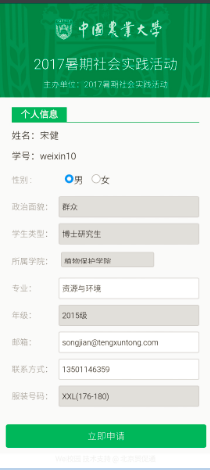 中国农业大学
2017暑期社会实践活动
主办单位：2017暑期社会实践活动
个人信息
姓名：宋健
学号：weixin10
性别： 男 女
政治面貌： 群众
学生类型： 博士研究生
所属学院： 植物保护学院
专业： 资源与环境
年级： 2015级
邮箱： songjian@tengxuntong.com
联系方式： 13501146359
服装号码： XXL(176-180)
立即申请